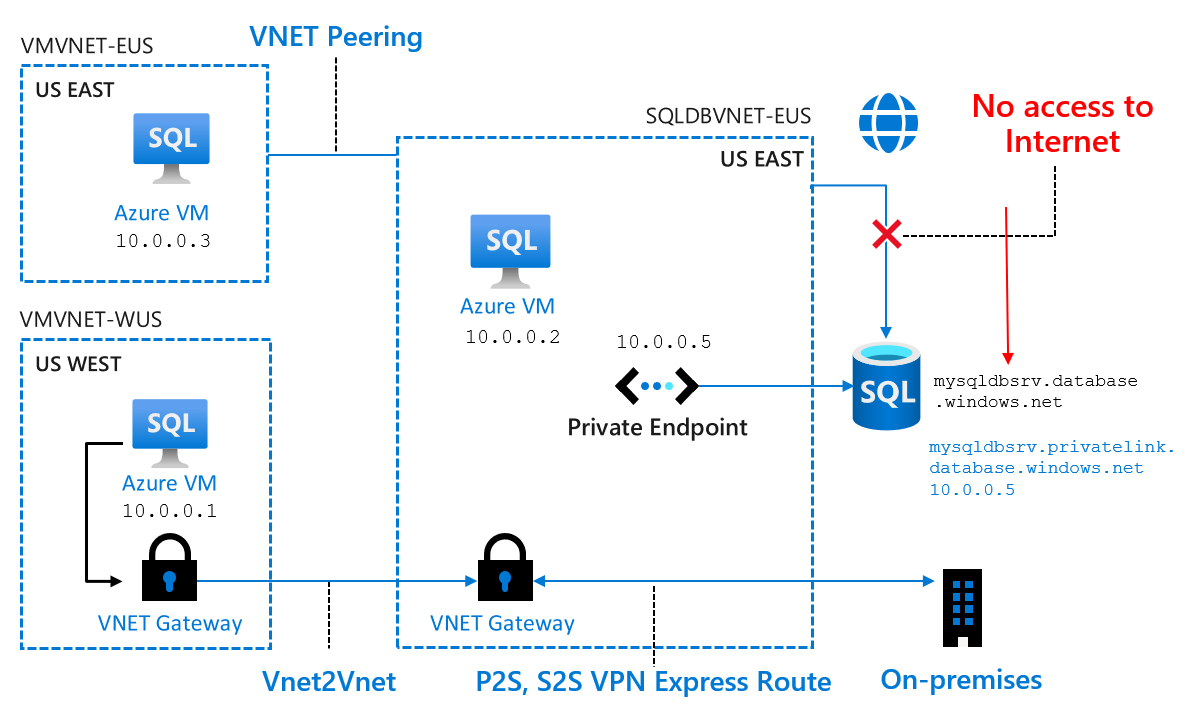 VNET Peering
VMVNET-EUS
US EAST
SQL
Azure VM
10.0.0.3
SQLDBVNET-EUS
US EAST
SQL
Azure VM
10.0.0.2
10.0.0.5
Private Endpoint
No access to
Internet
SQL
mysqldbsrv.database
.windows.net
mysqldbsrv.privatelink.
database.windows.net
10.0.0.5
VMVNET-WUS
US WEST
SQL
Azure VM
10.0.0.1
VNET Gateway
VNET Gateway
Vnet2Vnet
P2S, S2S VPN Express Route
On-premises